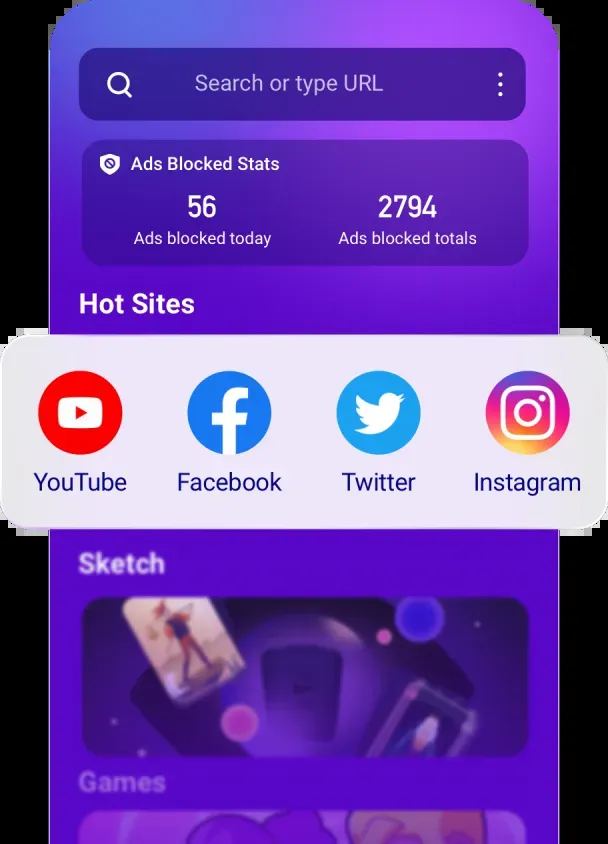 Search or type URL
Ads Blocked Stats
56 2794
Ads blocked today Ads blocked totals
Hot Sites
YouTube Facebook Twitter Instagram
Sketch
Games